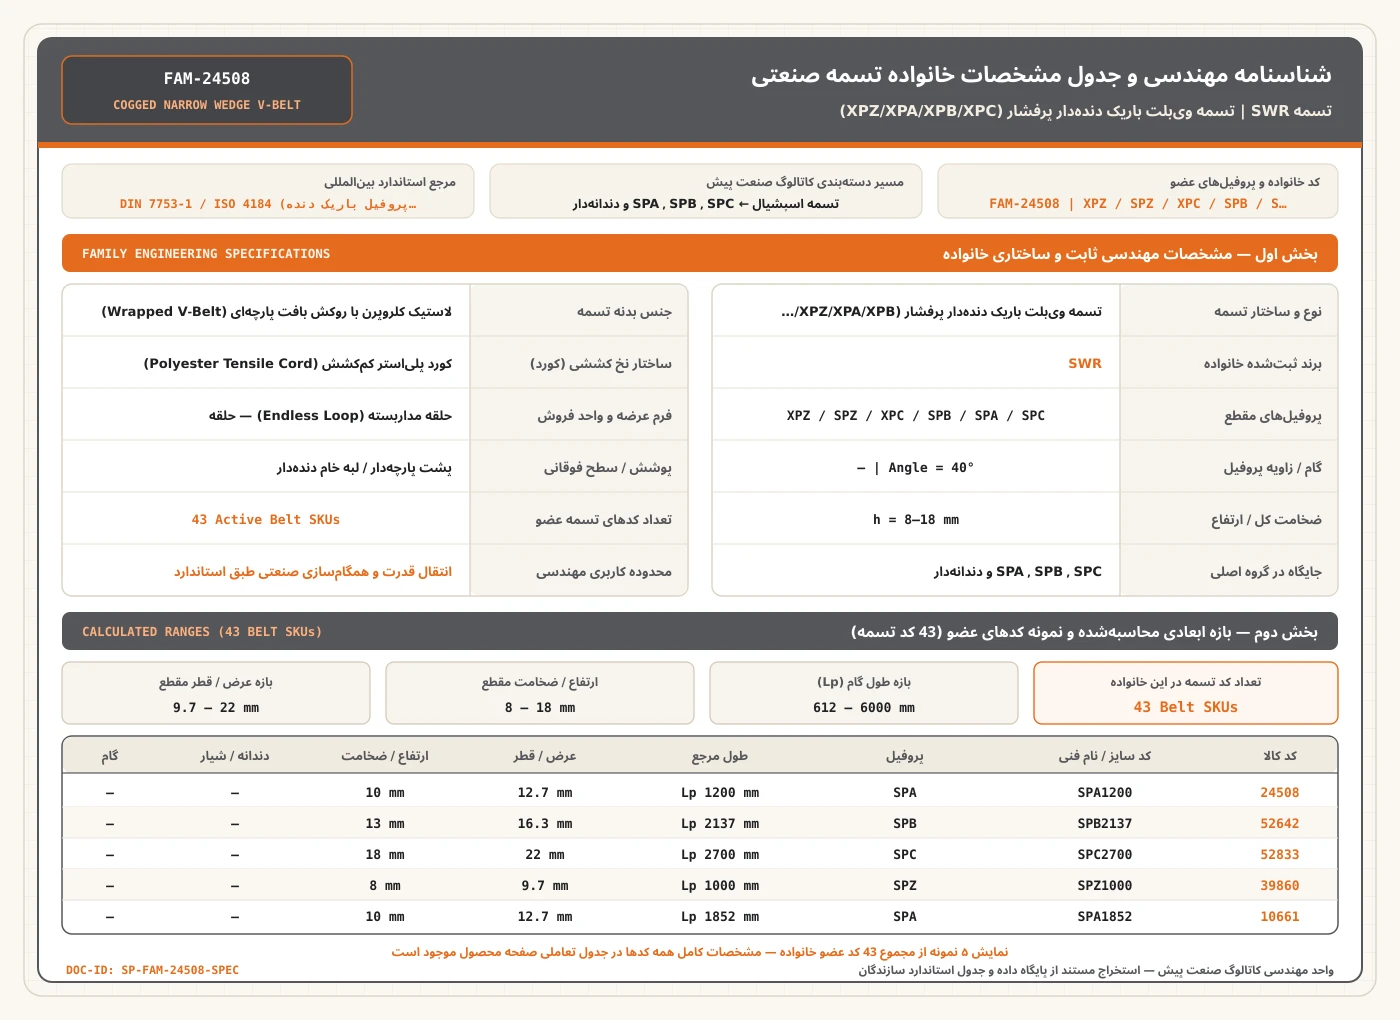 شناسنامه مهندسی و جدول مشخصات خانواده تسمه صنعتی
تسمه SWR | تسمه وی‌بلت باریک دنده‌دار پرفشار (XPZ/XPA/XPB/XPC)
FAM-24508
COGGED NARROW WEDGE V-BELT
کد خانواده و پروفیل‌های عضو
FAM-24508 | XPZ / SPZ / XPC / SPB / S…
مسیر دسته‌بندی کاتالوگ صنعت پیش
تسمه اسپشیال ← SPA , SPB , SPC و دندانه‌دار
مرجع استاندارد بین‌المللی
DIN 7753-1 / ISO 4184 (پروفیل باریک دنده…
بخش اول — مشخصات مهندسی ثابت و ساختاری خانواده
FAMILY ENGINEERING SPECIFICATIONS
نوع و ساختار تسمه
تسمه وی‌بلت باریک دنده‌دار پرفشار (XPZ/XPA/XPB/…
برند ثبت‌شده خانواده
SWR
پروفیل‌های مقطع
XPZ / SPZ / XPC / SPB / SPA / SPC
گام / زاویه پروفیل
— | Angle = 40°
ضخامت کل / ارتفاع
h = 8–18 mm
جایگاه در گروه اصلی
SPA , SPB , SPC و دندانه‌دار
جنس بدنه تسمه
لاستیک کلروپرن با روکش بافت پارچه‌ای (Wrapped V-Belt)
ساختار نخ کششی (کورد)
کورد پلی‌استر کم‌کشش (Polyester Tensile Cord)
فرم عرضه و واحد فروش
حلقه مداربسته (Endless Loop) — حلقه
پوشش / سطح فوقانی
پشت پارچه‌دار / لبه خام دنده‌دار
تعداد کدهای تسمه عضو
43 Active Belt SKUs
محدوده کاربری مهندسی
انتقال قدرت و همگام‌سازی صنعتی طبق استاندارد
بخش دوم — بازه ابعادی محاسبه‌شده و نمونه کدهای عضو (43 کد تسمه)
CALCULATED RANGES (43 BELT SKUs)
تعداد کد تسمه در این خانواده
43 Belt SKUs
بازه طول گام (Lp)
612 – 6000 mm
ارتفاع / ضخامت مقطع
8 – 18 mm
بازه عرض / قطر مقطع
9.7 – 22 mm
کد کالا	کد سایز / نام فنی	پروفیل	طول مرجع	عرض / قطر	ارتفاع / ضخامت	دندانه / شیار	گام
24508	SPA1200	SPA	Lp 1200 mm	12.7 mm	10 mm	—	—
52642	SPB2137	SPB	Lp 2137 mm	16.3 mm	13 mm	—	—
52833	SPC2700	SPC	Lp 2700 mm	22 mm	18 mm	—	—
39860	SPZ1000	SPZ	Lp 1000 mm	9.7 mm	8 mm	—	—
10661	SPA1852	SPA	Lp 1852 mm	12.7 mm	10 mm	—	—
نمایش ۵ نمونه از مجموع 43 کد عضو خانواده — مشخصات کامل همه کدها در جدول تعاملی صفحه محصول موجود است
واحد مهندسی کاتالوگ صنعت پیش — استخراج مستند از پایگاه داده و جدول استاندارد سازندگان
DOC-ID: SP-FAM-24508-SPEC